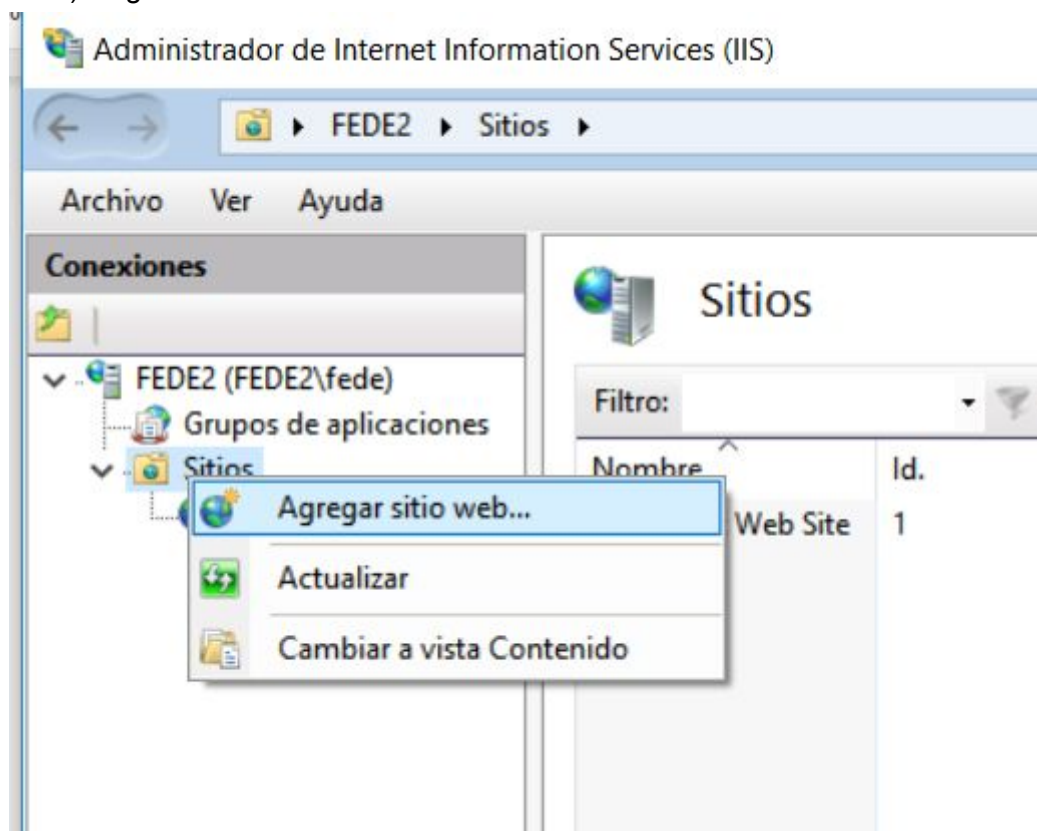 Administrador de Internet Information Services (IIS)
FEDE2 Sitios
Archivo Ver Ayuda
Conexiones
FEDE2 (FEDE2\fede)
Grupos de aplicaciones
Sitios
Agregar sitio web...
Actualizar
Cambiar a vista Contenido
Sitios
Filtro:
Nombre Id.
Web Site 1